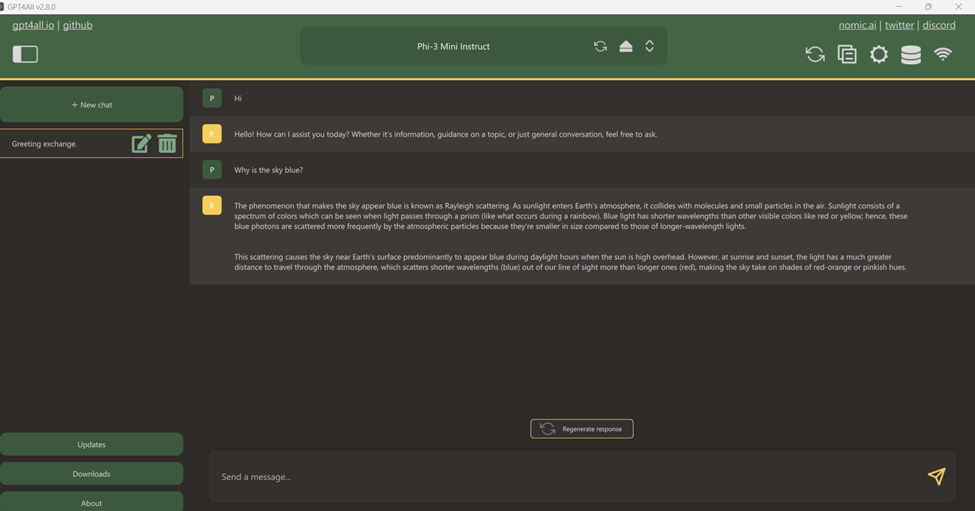 GPT4All v2.8.0
gpt4all.io | github
nomic.ai | twitter | discord
Phi-3 Mini Instruct
+ New chat
Greeting exchange.
P
Hi
R
Hello! How can I assist you today? Whether it's information, guidance on a topic, or just general conversation, feel free to ask.
P
Why is the sky blue?
R
The phenomenon that makes the sky appear blue is known as Rayleigh scattering. As sunlight enters Earth's atmosphere, it collides with molecules and small particles in the air. Sunlight consists of a
spectrum of colors which can be seen when light passes through a prism (like what occurs during a rainbow). Blue light has shorter wavelengths than other visible colors like red or yellow; hence, these
blue photons are scattered more frequently by the atmospheric particles because they're smaller in size compared to those of longer-wavelength lights.
This scattering causes the sky near Earth's surface predominantly to appear blue during daylight hours when the sun is high overhead. However, at sunrise and sunset, the light has a much greater
distance to travel through the atmosphere, which scatters shorter wavelengths (blue) out of our line of sight more than longer ones (red), making the sky take on shades of red-orange or pinkish hues.
Regenerate response
Updates
Downloads
About
Send a message...